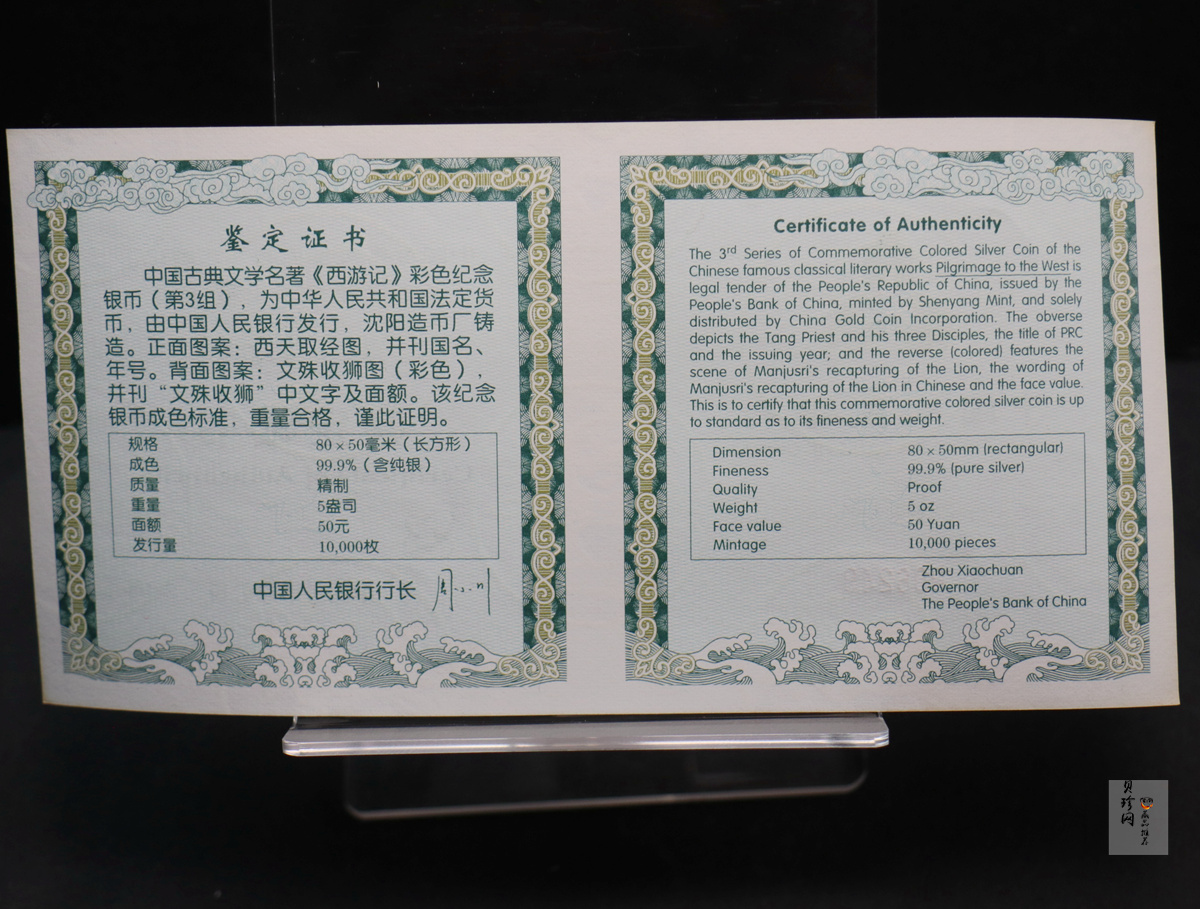 鉴定证书
中国古典文学名著《西游记》彩色纪念
银币（第3组），为中华人民共和国法定货
币，由中国人民银行发行，沈阳造币厂铸
造。正面图案：西天取经图，并刊国名、
年号。背面图案：文殊收狮图（彩色），
并刊“文殊收狮”中文字及面额。该纪念
银币成色标准，重量合格，谨此证明。
规格 80×50毫米（长方形）
成色 99.9%（含纯银）
质量 精制
重量 5盎司
面额 50元
发行量 10,000枚
中国人民银行行长
Certificate of Authenticity
The 3rd Series of Commemorative Colored Silver Coin of the
Chinese famous classical literary works Pilgrimage to the West is
legal tender of the People's Republic of China, issued by the
People's Bank of China, minted by Shenyang Mint, and solely
distributed by China Gold Coin Incorporation. The obverse
depicts the Tang Priest and his three Disciples, the title of PRC
and the issuing year; and the reverse (colored) features the
scene of Manjusri's recapturing of the Lion, the wording of
Manjusri's recapturing of the Lion in Chinese and the face value.
This is to certify that this commemorative colored silver coin is up
to standard as to its fineness and weight.
Dimension 80×50mm (rectangular)
Fineness 99.9% (pure silver)
Quality Proof
Weight 5 oz
Face value 50 Yuan
Mintage 10,000 pieces
Zhou Xiaochuan
Governor
The People's Bank of China
贝珍网